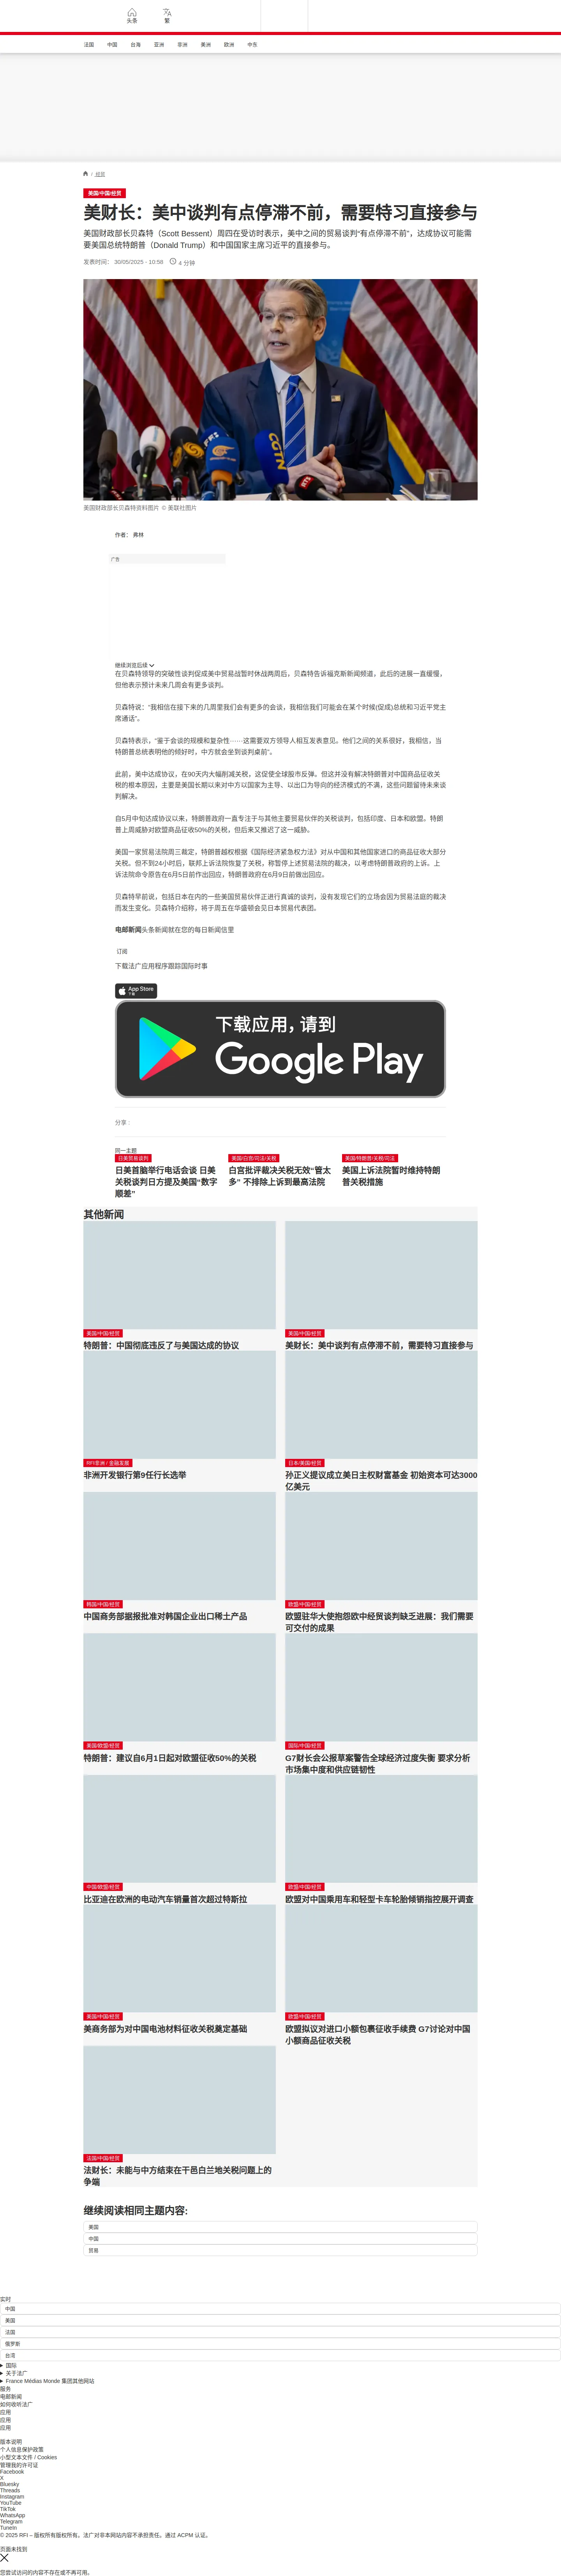 头条
繁
法国
中国
台海
亚洲
非洲
美洲
欧洲
中东
/ 经贸
美国/中国/经贸
美财长：美中谈判有点停滞不前，需要特习直接参与
美国财政部长贝森特（Scott Bessent）周四在受访时表示，美中之间的贸易谈判“有点停滞不前”，达成协议可能需
要美国总统特朗普（Donald Trump）和中国国家主席习近平的直接参与。
发表时间： 30/05/2025 - 10:58
4 分钟
CGTN
美国财政部长贝森特资料图片 © 美联社图片
作者： 弗林
广告
继续浏览后续
在贝森特领导的突破性谈判促成美中贸易战暂时休战两周后，贝森特告诉福克斯新闻频道，此后的进展一直缓慢，
但他表示预计未来几周会有更多谈判。
贝森特说：“我相信在接下来的几周里我们会有更多的会谈，我相信我们可能会在某个时候(促成)总统和习近平党主
席通话”。
贝森特表示，“鉴于会谈的规模和复杂性……这需要双方领导人相互发表意见。他们之间的关系很好，我相信，当
特朗普总统表明他的倾好时，中方就会坐到谈判桌前”。
此前，美中达成协议，在90天内大幅削减关税，这促使全球股市反弹。但这并没有解决特朗普对中国商品征收关
税的根本原因，主要是美国长期以来对中方以国家为主导、以出口为导向的经济模式的不满，这些问题留待未来谈
判解决。
自5月中旬达成协议以来，特朗普政府一直专注于与其他主要贸易伙伴的关税谈判，包括印度、日本和欧盟。特朗
普上周威胁对欧盟商品征收50%的关税，但后来又推迟了这一威胁。
美国一家贸易法院周三裁定，特朗普越权根据《国际经济紧急权力法》对从中国和其他国家进口的商品征收大部分
关税。但不到24小时后，联邦上诉法院恢复了关税，称暂停上述贸易法院的裁决，以考虑特朗普政府的上诉。上
诉法院命令原告在6月5日前作出回应，特朗普政府在6月9日前做出回应。
贝森特早前说，包括日本在内的一些美国贸易伙伴正进行真诚的谈判，没有发现它们的立场会因为贸易法庭的裁决
而发生变化。贝森特介绍称，将于周五在华盛顿会见日本贸易代表团。
电邮新闻头条新闻就在您的每日新闻信里
订阅
下载法广应用程序跟踪国际时事
App Store
下载
下载应用，请到
Google Play
分享 :
同一主题
日美贸易谈判
日美首脑举行电话会谈 日美
关税谈判日方提及美国“数字
顺差”
美国/白宫/司法/关税
白宫批评裁决关税无效“管太
多” 不排除上诉到最高法院
美国/特朗普/关税/司法
美国上诉法院暂时维持特朗
普关税措施
其他新闻
美国/中国/经贸
特朗普：中国彻底违反了与美国达成的协议
美国/中国/经贸
美财长：美中谈判有点停滞不前，需要特习直接参与
RFI非洲 / 金融发展
非洲开发银行第9任行长选举
日本/美国/经贸
孙正义提议成立美日主权财富基金 初始资本可达3000
亿美元
韩国/中国/经贸
中国商务部据报批准对韩国企业出口稀土产品
欧盟/中国/经贸
欧盟驻华大使抱怨欧中经贸谈判缺乏进展：我们需要
可交付的成果
美国/欧盟/经贸
特朗普：建议自6月1日起对欧盟征收50%的关税
国际/中国/经贸
G7财长会公报草案警告全球经济过度失衡 要求分析
市场集中度和供应链韧性
中国/欧盟/经贸
比亚迪在欧洲的电动汽车销量首次超过特斯拉
欧盟/中国/经贸
欧盟对中国乘用车和轻型卡车轮胎倾销指控展开调查
美国/中国/经贸
美商务部为对中国电池材料征收关税奠定基础
欧盟/中国/经贸
欧盟拟议对进口小额包裹征收手续费 G7讨论对中国
小额商品征收关税
法国/中国/经贸
法财长：未能与中方结束在干邑白兰地关税问题上的
争端
继续阅读相同主题内容:
美国
中国
贸易
实时
中国
美国
法国
俄罗斯
台湾
国际
关于法广
France Médias Monde 集团其他网站
服务
电邮新闻
如何收听法广
应用
应用
应用
版本说明
个人信息保护政策
小型文本文件 / Cookies
管理我的许可证
Facebook
X
Bluesky
Threads
Instagram
YouTube
TikTok
WhatsApp
Telegram
TuneIn
© 2025 RFI – 版权所有版权所有。法广对非本网站内容不承担责任。通过 ACPM 认证。
页面未找到
您尝试访问的内容不存在或不再可用。